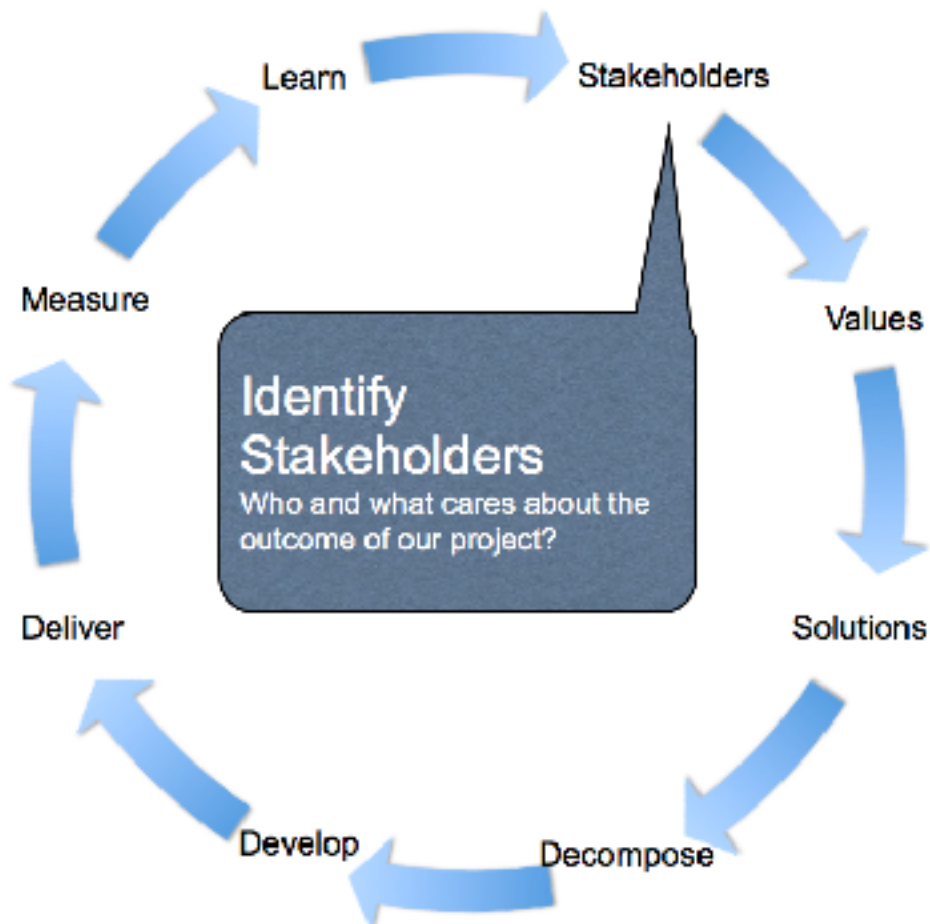 Learn
Stakeholders
Measure
Values
Identify
Stakeholders
Who and what cares about the
outcome of our project?
Deliver
Solutions
Develop
Decompose